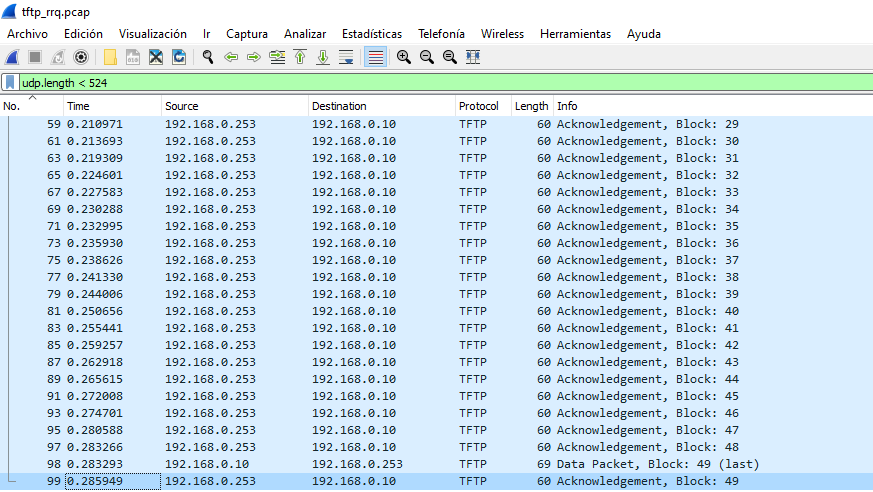 tftp_rrq.pcap
Archivo Edición Visualización Ir Captura Analizar Estadísticas Telefonía Wireless Herramientas Ayuda
udp.length < 524
No. Time Source Destination Protocol Length Info
59 0.210971 192.168.0.253 192.168.0.10 TFTP 60 Acknowledgement, Block: 29
61 0.213693 192.168.0.253 192.168.0.10 TFTP 60 Acknowledgement, Block: 30
63 0.219309 192.168.0.253 192.168.0.10 TFTP 60 Acknowledgement, Block: 31
65 0.224601 192.168.0.253 192.168.0.10 TFTP 60 Acknowledgement, Block: 32
67 0.227583 192.168.0.253 192.168.0.10 TFTP 60 Acknowledgement, Block: 33
69 0.230288 192.168.0.253 192.168.0.10 TFTP 60 Acknowledgement, Block: 34
71 0.232995 192.168.0.253 192.168.0.10 TFTP 60 Acknowledgement, Block: 35
73 0.235930 192.168.0.253 192.168.0.10 TFTP 60 Acknowledgement, Block: 36
75 0.238626 192.168.0.253 192.168.0.10 TFTP 60 Acknowledgement, Block: 37
77 0.241330 192.168.0.253 192.168.0.10 TFTP 60 Acknowledgement, Block: 38
79 0.244006 192.168.0.253 192.168.0.10 TFTP 60 Acknowledgement, Block: 39
81 0.250656 192.168.0.253 192.168.0.10 TFTP 60 Acknowledgement, Block: 40
83 0.255441 192.168.0.253 192.168.0.10 TFTP 60 Acknowledgement, Block: 41
85 0.259257 192.168.0.253 192.168.0.10 TFTP 60 Acknowledgement, Block: 42
87 0.262918 192.168.0.253 192.168.0.10 TFTP 60 Acknowledgement, Block: 43
89 0.265615 192.168.0.253 192.168.0.10 TFTP 60 Acknowledgement, Block: 44
91 0.272008 192.168.0.253 192.168.0.10 TFTP 60 Acknowledgement, Block: 45
93 0.274701 192.168.0.253 192.168.0.10 TFTP 60 Acknowledgement, Block: 46
95 0.280588 192.168.0.253 192.168.0.10 TFTP 60 Acknowledgement, Block: 47
97 0.283266 192.168.0.253 192.168.0.10 TFTP 60 Acknowledgement, Block: 48
98 0.283293 192.168.0.10 192.168.0.253 TFTP 69 Data Packet, Block: 49 (last)
99 0.285949 192.168.0.253 192.168.0.10 TFTP 60 Acknowledgement, Block: 49